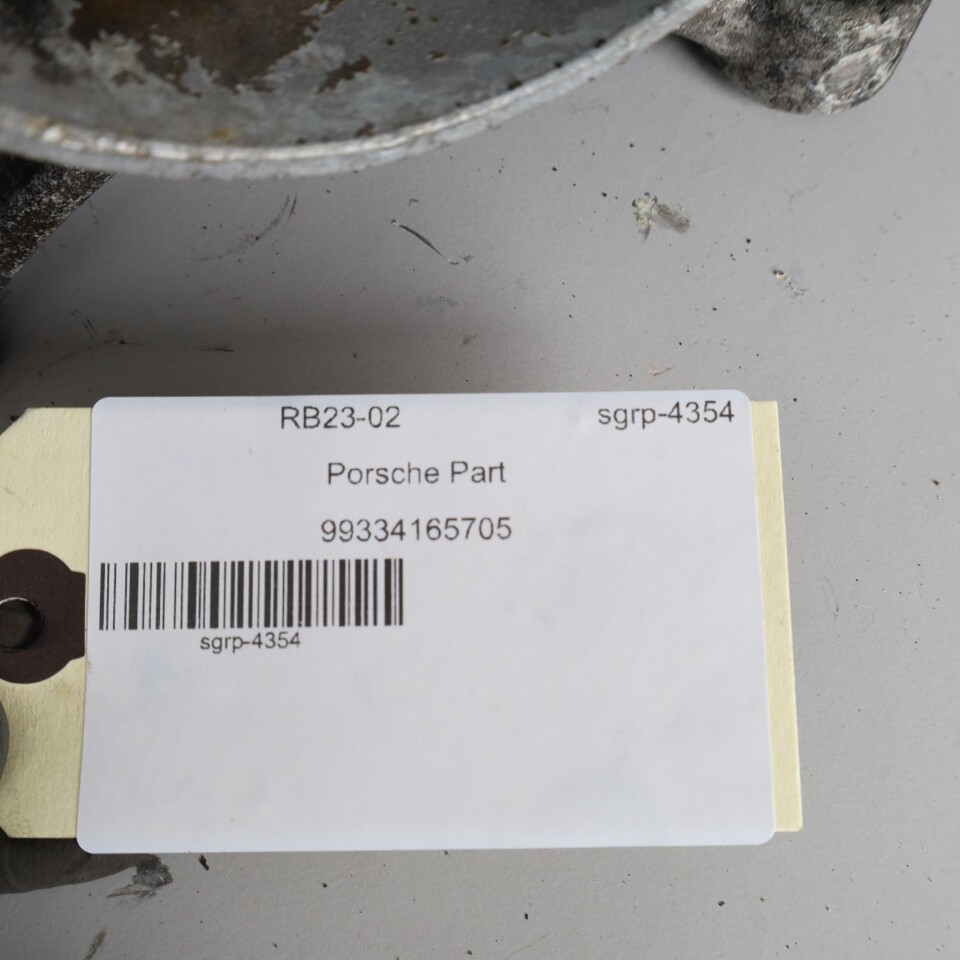 RB23-02 sgrp-4354
Porsche Part
99334165705
sgrp-4354